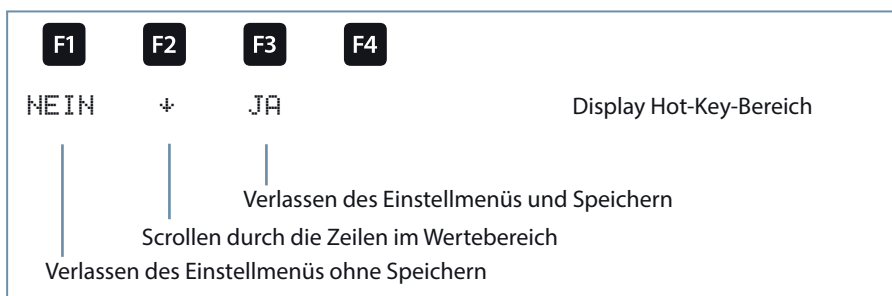 F1 F2 F3 F4
NEIN ↓ JA Display Hot-Key-Bereich
Verlassen des Einstellmenüs und Speichern
Scrollen durch die Zeilen im Wertebereich
Verlassen des Einstellmenüs ohne Speichern